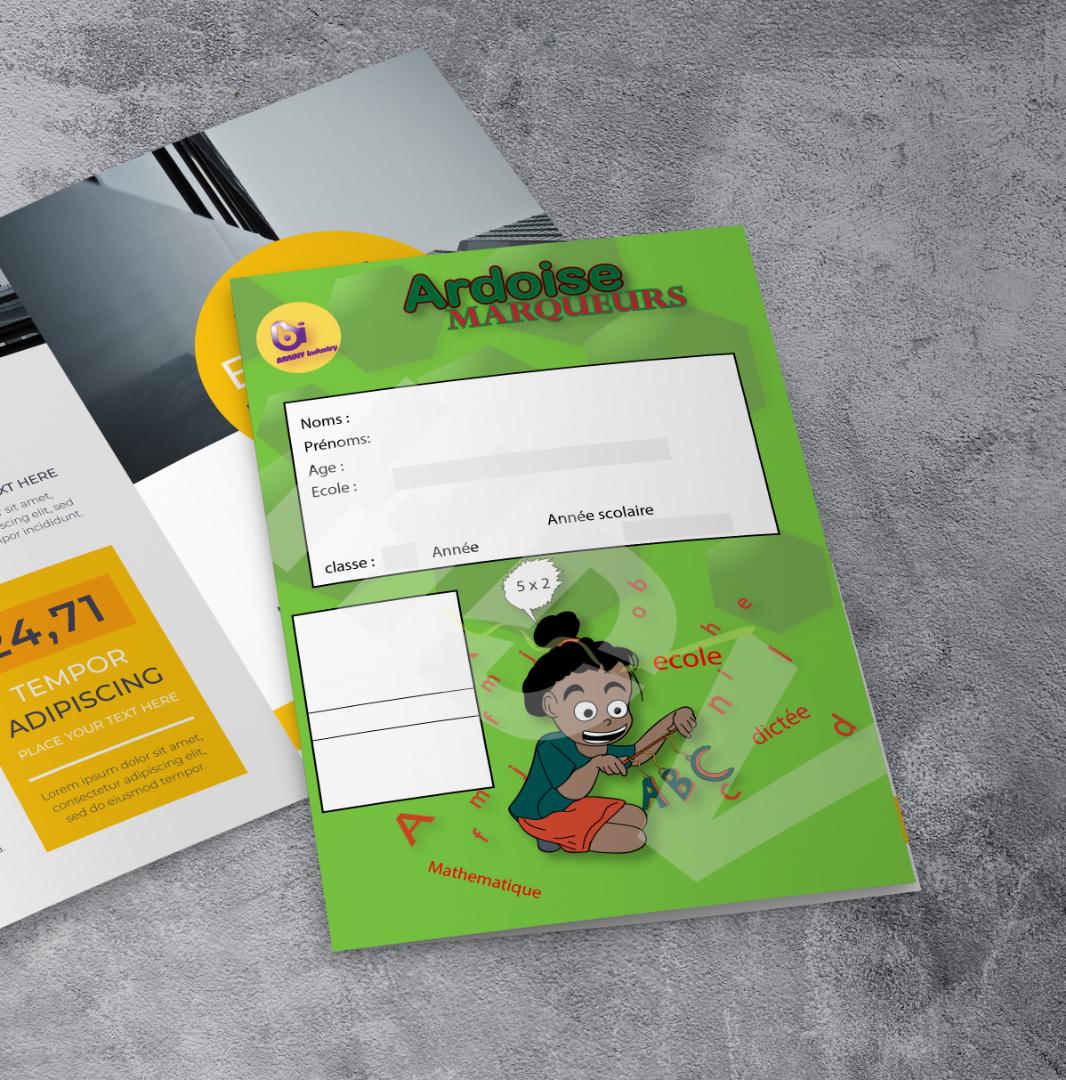 Ardoise
MARQUEURS
bi
BRAINY Industry
Noms :
Prénoms:
Age :
Ecole :
Année scolaire
classe :
Année
5 x 2
b
o
e
h
l
i
n
ecole
dictée
d
ABC
c
j
m
f
j
m
f
A
Mathematique
XT HERE
sit amet,
scing elit, sed
por incididunt.
24,71
TEMPOR
ADIPISCING
PLACE YOUR TEXT HERE
Lorem ipsum dolor sit amet,
consectetur adipiscing elit,
sed do eiusmod tempor.